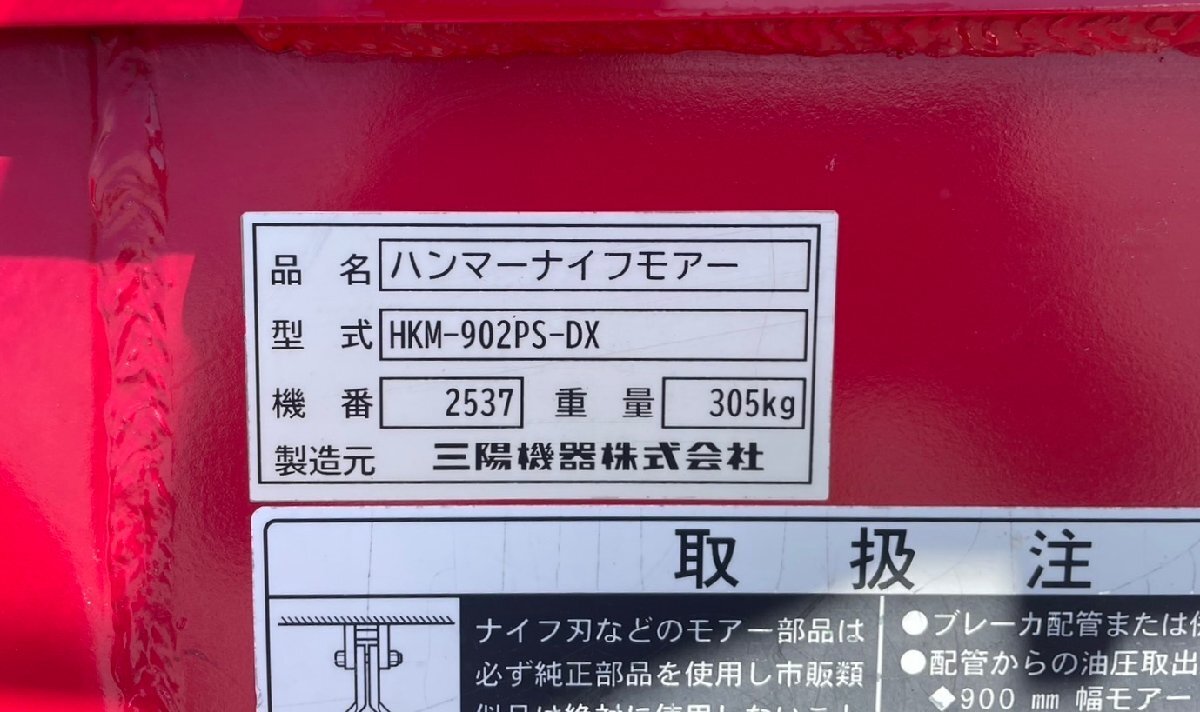 品 名 ハンマーナイフモアー
型 式 HKM-902PS-DX
機 番 2537 重 量 305kg
製造元 三陽機器株式会社
取 扱 注
ナイフ刃などのモアー部品は
必ず純正部品を使用し市販類
●ブレーカ配管または
●配管からの油圧取出
◆900 mm 幅モアー